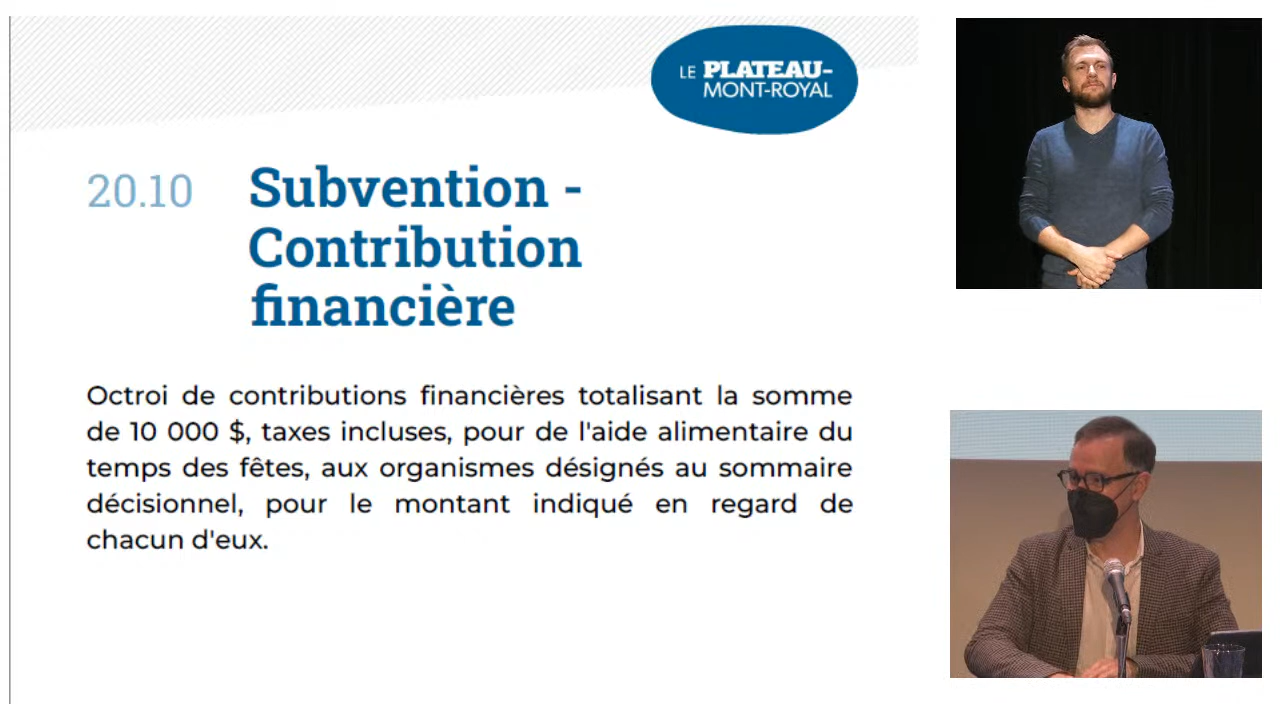 LE PLATEAU-
MONT-ROYAL
20.10 Subvention -
Contribution
financière
Octroi de contributions financières totalisant la somme
de 10 000 $, taxes incluses, pour de l'aide alimentaire du
temps des fêtes, aux organismes désignés au sommaire
décisionnel, pour le montant indiqué en regard de
chacun d'eux.